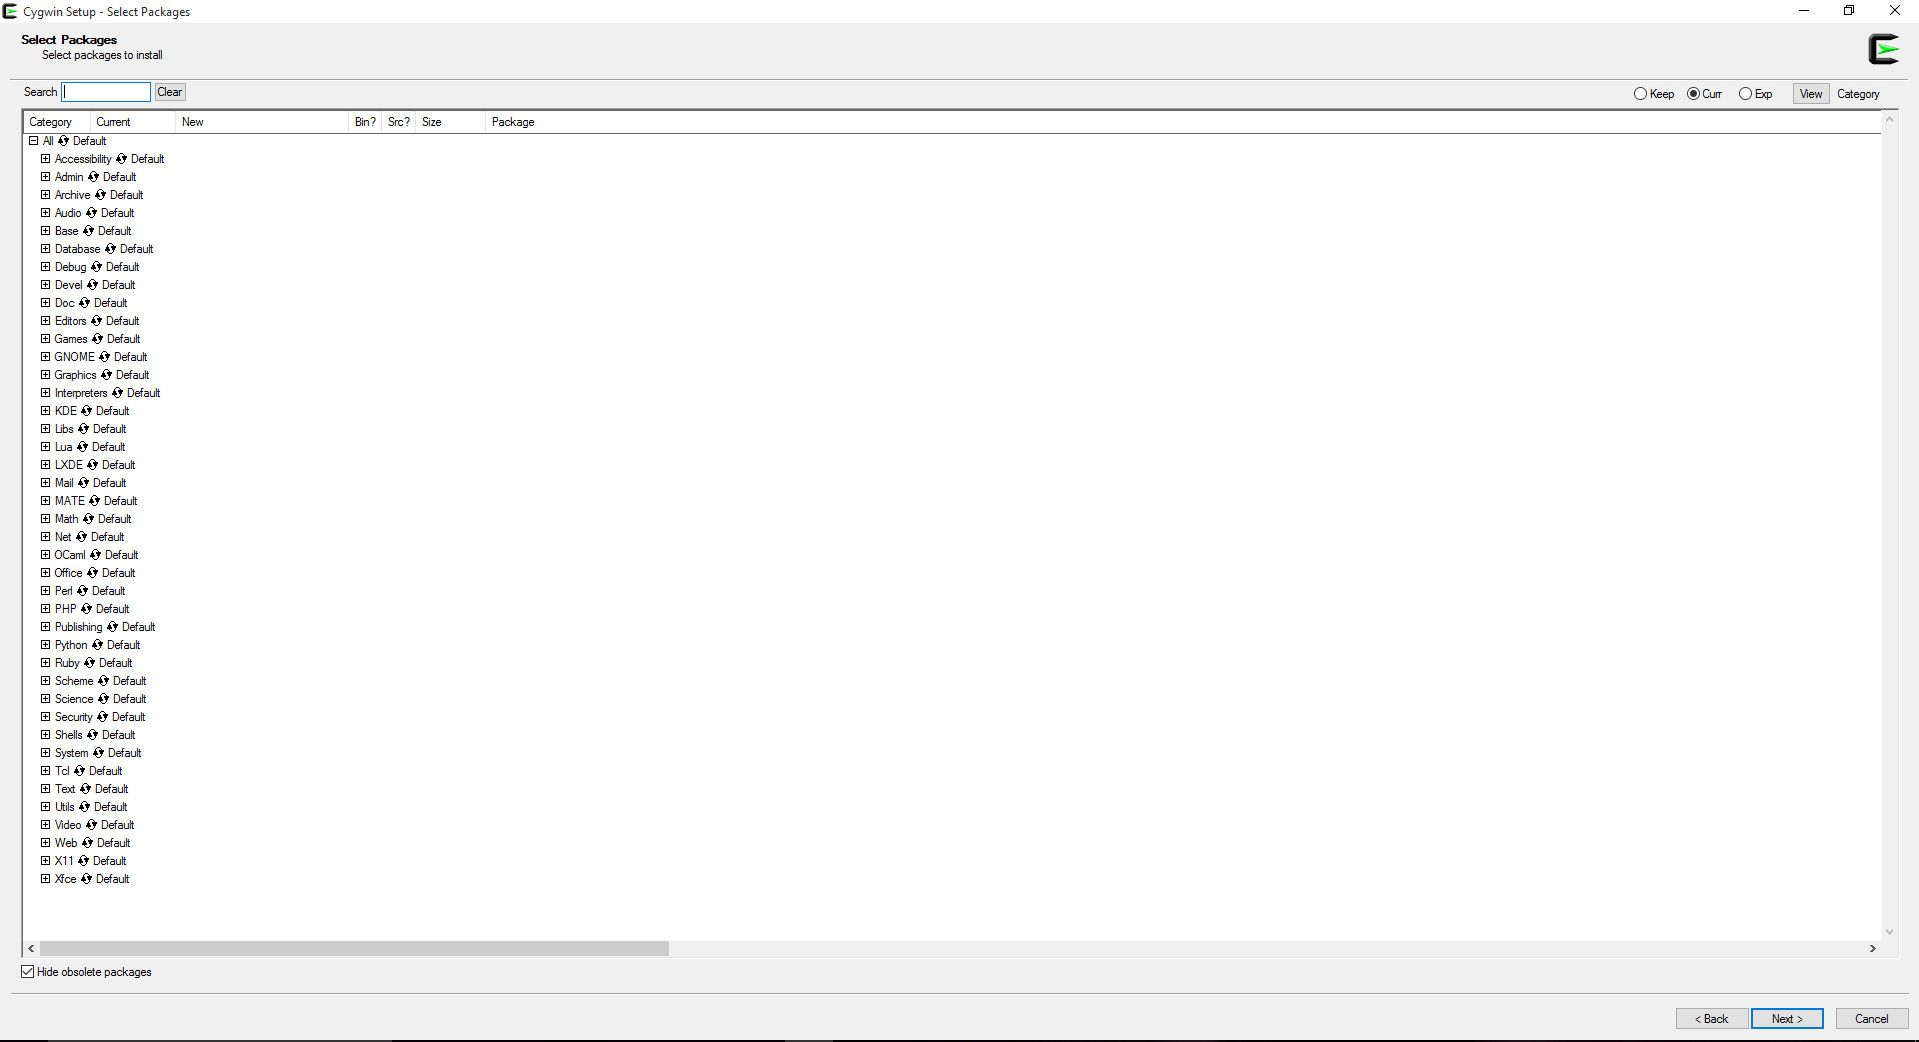 Cygwin Setup - Select Packages
Select Packages
Select packages to install
Search Clear Keep Curr Exp View Category
Category Current New Bin? Src? Size Package
All Default
Accessibility Default
Admin Default
Archive Default
Audio Default
Base Default
Database Default
Debug Default
Devel Default
Doc Default
Editors Default
Games Default
GNOME Default
Graphics Default
Interpreters Default
KDE Default
Libs Default
Lua Default
LXDE Default
Mail Default
MATE Default
Math Default
Net Default
OCaml Default
Office Default
Perl Default
PHP Default
Publishing Default
Python Default
Ruby Default
Scheme Default
Science Default
Security Default
Shells Default
System Default
Tcl Default
Text Default
Utils Default
Video Default
Web Default
X11 Default
Xfce Default
Hide obsolete packages
< Back Next > Cancel